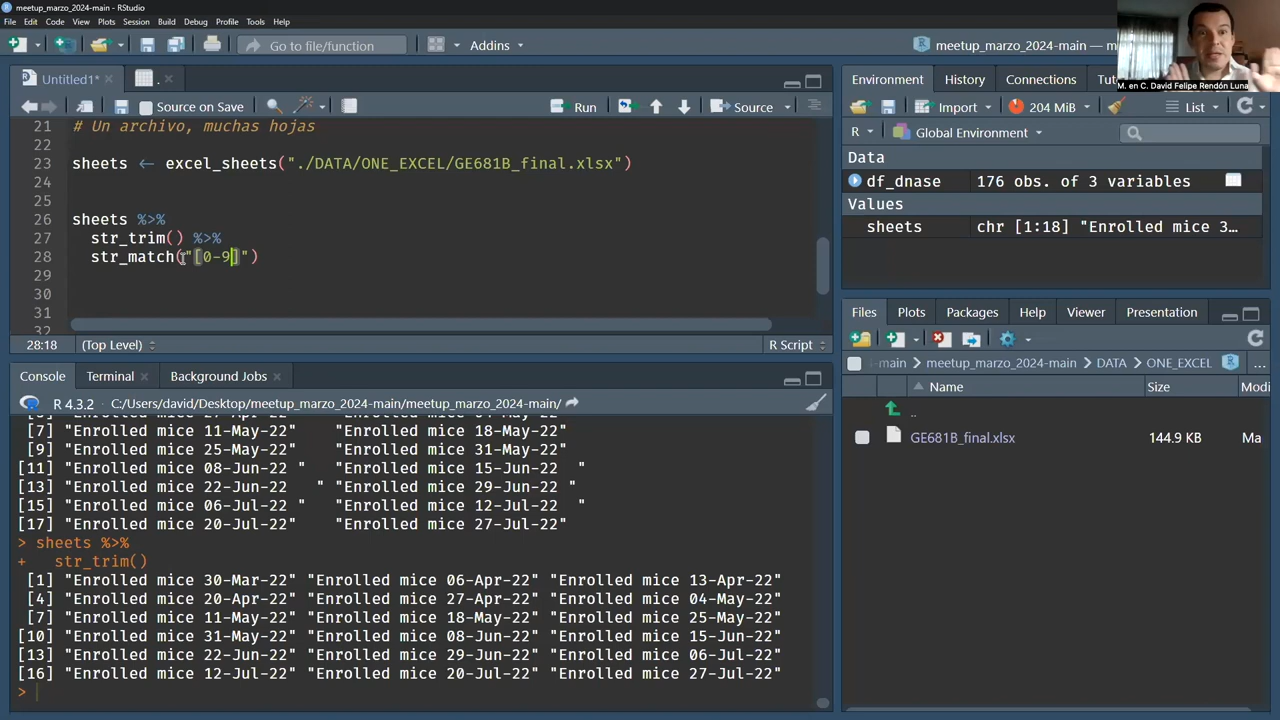 meetup_marzo_2024-main - RStudio
File Edit Code View Plots Session Build Debug Profile Tools Help
Go to file/function
Addins
meetup_marzo_2024-main —
M. en C. David Felipe Rendón Luna
Untitled1*
.
Source on Save
Run
Source
21 # Un archivo, muchas hojas
22
23 sheets <- excel_sheets("./DATA/ONE_EXCEL/GE681B_final.xlsx")
24
25
26 sheets %>%
27 str_trim() %>%
28 str_match("[0-9]")
29
30
31
32
28:18 (Top Level) R Script
Console Terminal Background Jobs
R 4.3.2 · C:/Users/david/Desktop/meetup_marzo_2024-main/meetup_marzo_2024-main/
[7] "Enrolled mice 11-May-22" "Enrolled mice 18-May-22"
[9] "Enrolled mice 25-May-22" "Enrolled mice 31-May-22"
[11] "Enrolled mice 08-Jun-22 " "Enrolled mice 15-Jun-22  "
[13] "Enrolled mice 22-Jun-22   " "Enrolled mice 29-Jun-22 "
[15] "Enrolled mice 06-Jul-22 " "Enrolled mice 12-Jul-22  "
[17] "Enrolled mice 20-Jul-22" "Enrolled mice 27-Jul-22"
> sheets %>%
+ str_trim()
[1] "Enrolled mice 30-Mar-22" "Enrolled mice 06-Apr-22" "Enrolled mice 13-Apr-22"
[4] "Enrolled mice 20-Apr-22" "Enrolled mice 27-Apr-22" "Enrolled mice 04-May-22"
[7] "Enrolled mice 11-May-22" "Enrolled mice 18-May-22" "Enrolled mice 25-May-22"
[10] "Enrolled mice 31-May-22" "Enrolled mice 08-Jun-22" "Enrolled mice 15-Jun-22"
[13] "Enrolled mice 22-Jun-22" "Enrolled mice 29-Jun-22" "Enrolled mice 06-Jul-22"
[16] "Enrolled mice 12-Jul-22" "Enrolled mice 20-Jul-22" "Enrolled mice 27-Jul-22"
>
Environment History Connections Tu
Import 204 MiB List
R Global Environment
Data
df_dnase 176 obs. of 3 variables
Values
sheets chr [1:18] "Enrolled mice 3…
Files Plots Packages Help Viewer Presentation
-main > meetup_marzo_2024-main > DATA > ONE_EXCEL ...
Name Size Modi
..
GE681B_final.xlsx 144.9 KB Ma